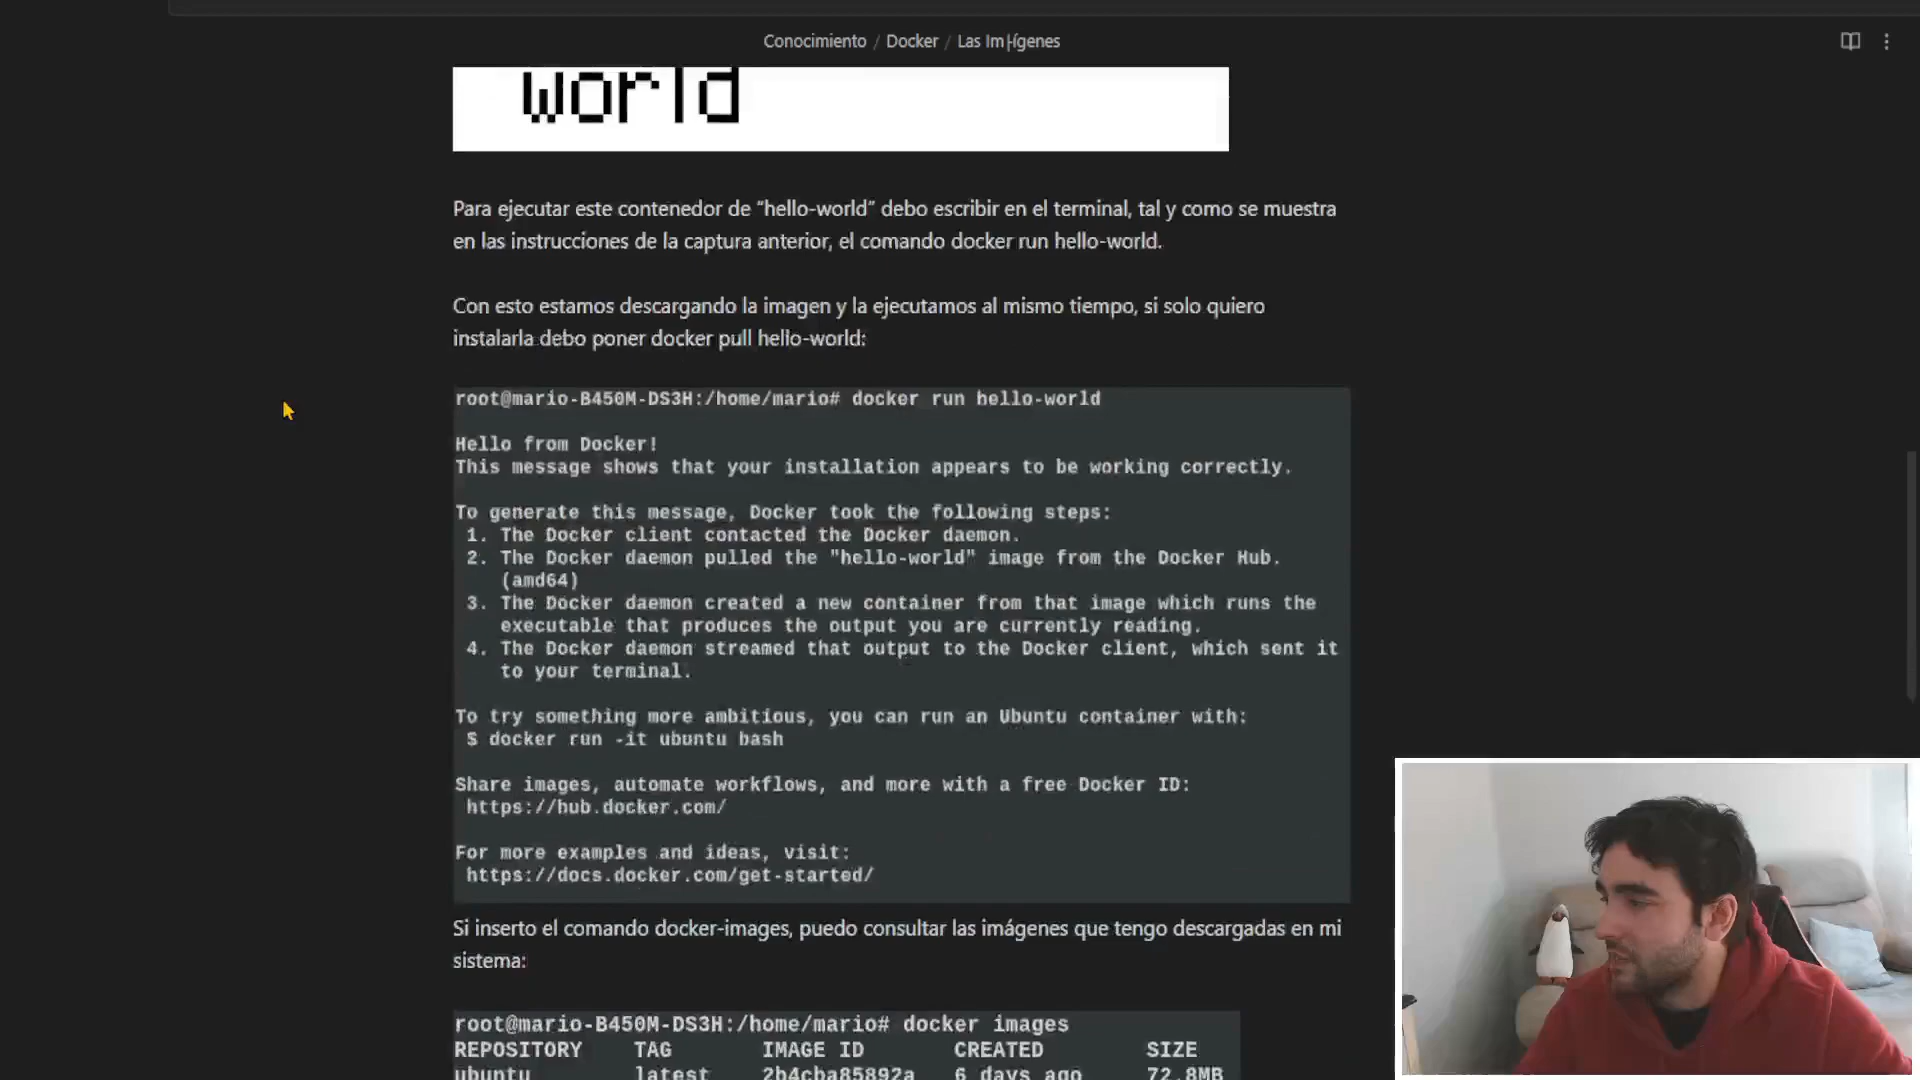 Conocimiento / Docker / Las Im|ígenes
world
Para ejecutar este contenedor de “hello-world” debo escribir en el terminal, tal y como se muestra
en las instrucciones de la captura anterior, el comando docker run hello-world.
Con esto estamos descargando la imagen y la ejecutamos al mismo tiempo, si solo quiero
instalarla debo poner docker pull hello-world:
root@mario-B450M-DS3H:/home/mario# docker run hello-world
Hello from Docker!
This message shows that your installation appears to be working correctly.
To generate this message, Docker took the following steps:
1. The Docker client contacted the Docker daemon.
2. The Docker daemon pulled the "hello-world" image from the Docker Hub.
(amd64)
3. The Docker daemon created a new container from that image which runs the
executable that produces the output you are currently reading.
4. The Docker daemon streamed that output to the Docker client, which sent it
to your terminal.
To try something more ambitious, you can run an Ubuntu container with:
$ docker run -it ubuntu bash
Share images, automate workflows, and more with a free Docker ID:
https://hub.docker.com/
For more examples and ideas, visit:
https://docs.docker.com/get-started/
Si inserto el comando docker-images, puedo consultar las imágenes que tengo descargadas en mi
sistema:
root@mario-B450M-DS3H:/home/mario# docker images
REPOSITORY TAG IMAGE ID CREATED SIZE
ubuntu latest 2b4cba85892a 6 days ago 72.8MB